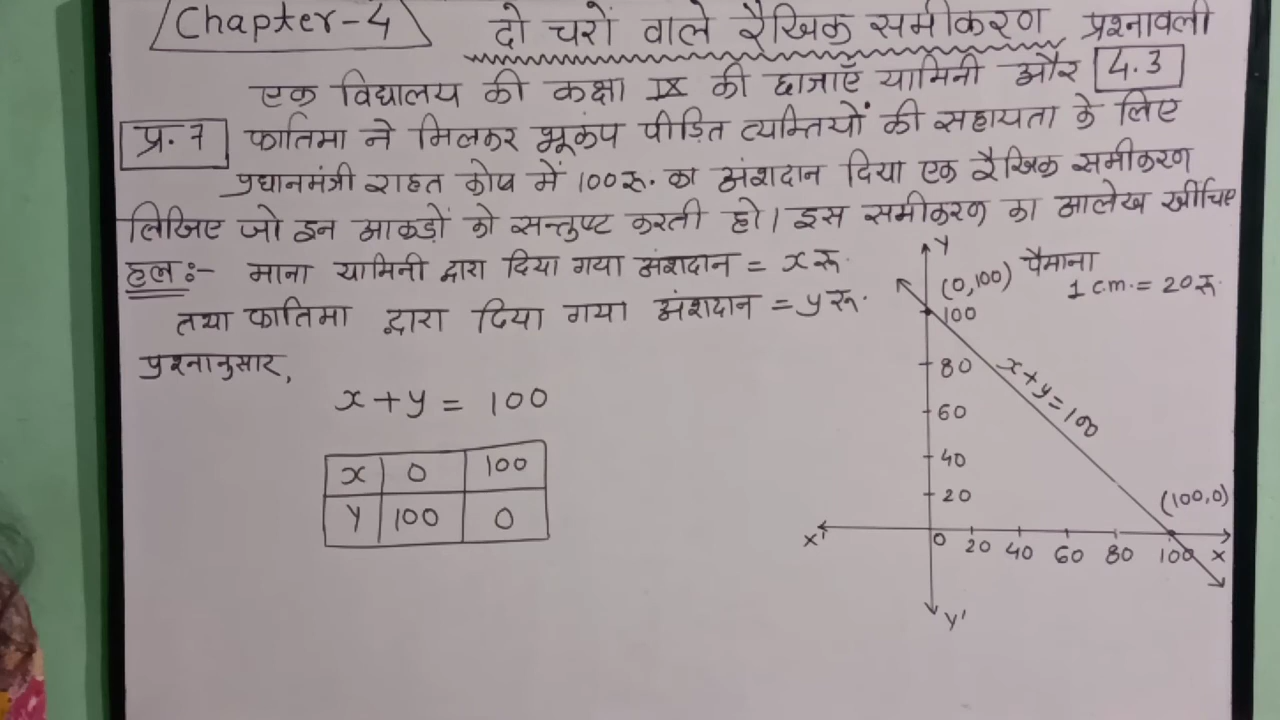 Chapter-4 दो चरों वाले रैखिक समीकरण प्रश्नावली
4.3
एक विद्यालय की कक्षा IX की छात्राएँ यामिनी और
प्र. 7 फातिमा ने मिलकर भूकंप पीड़ित व्यक्तियों की सहायता के लिए
प्रधानमंत्री राहत कोष में 100 रू. का अंशदान दिया एक रैखिक समीकरण
लिखिए जो इन आकड़ों को सन्तुष्ट करती हो। इस समीकरण का आलेख खींचिए
हल :- माना यामिनी द्वारा दिया गया अंशदान = x रू.
तथा फातिमा द्वारा दिया गया अंशदान = y रू.
प्रश्नानुसार,
x + y = 100
x 0 100
y 100 0
Y
(0,100) पैमाना
1 cm. = 20 रू.
100
80
60
40
20
x + y = 100
(100,0)
X' 0 20 40 60 80 100 X
Y'